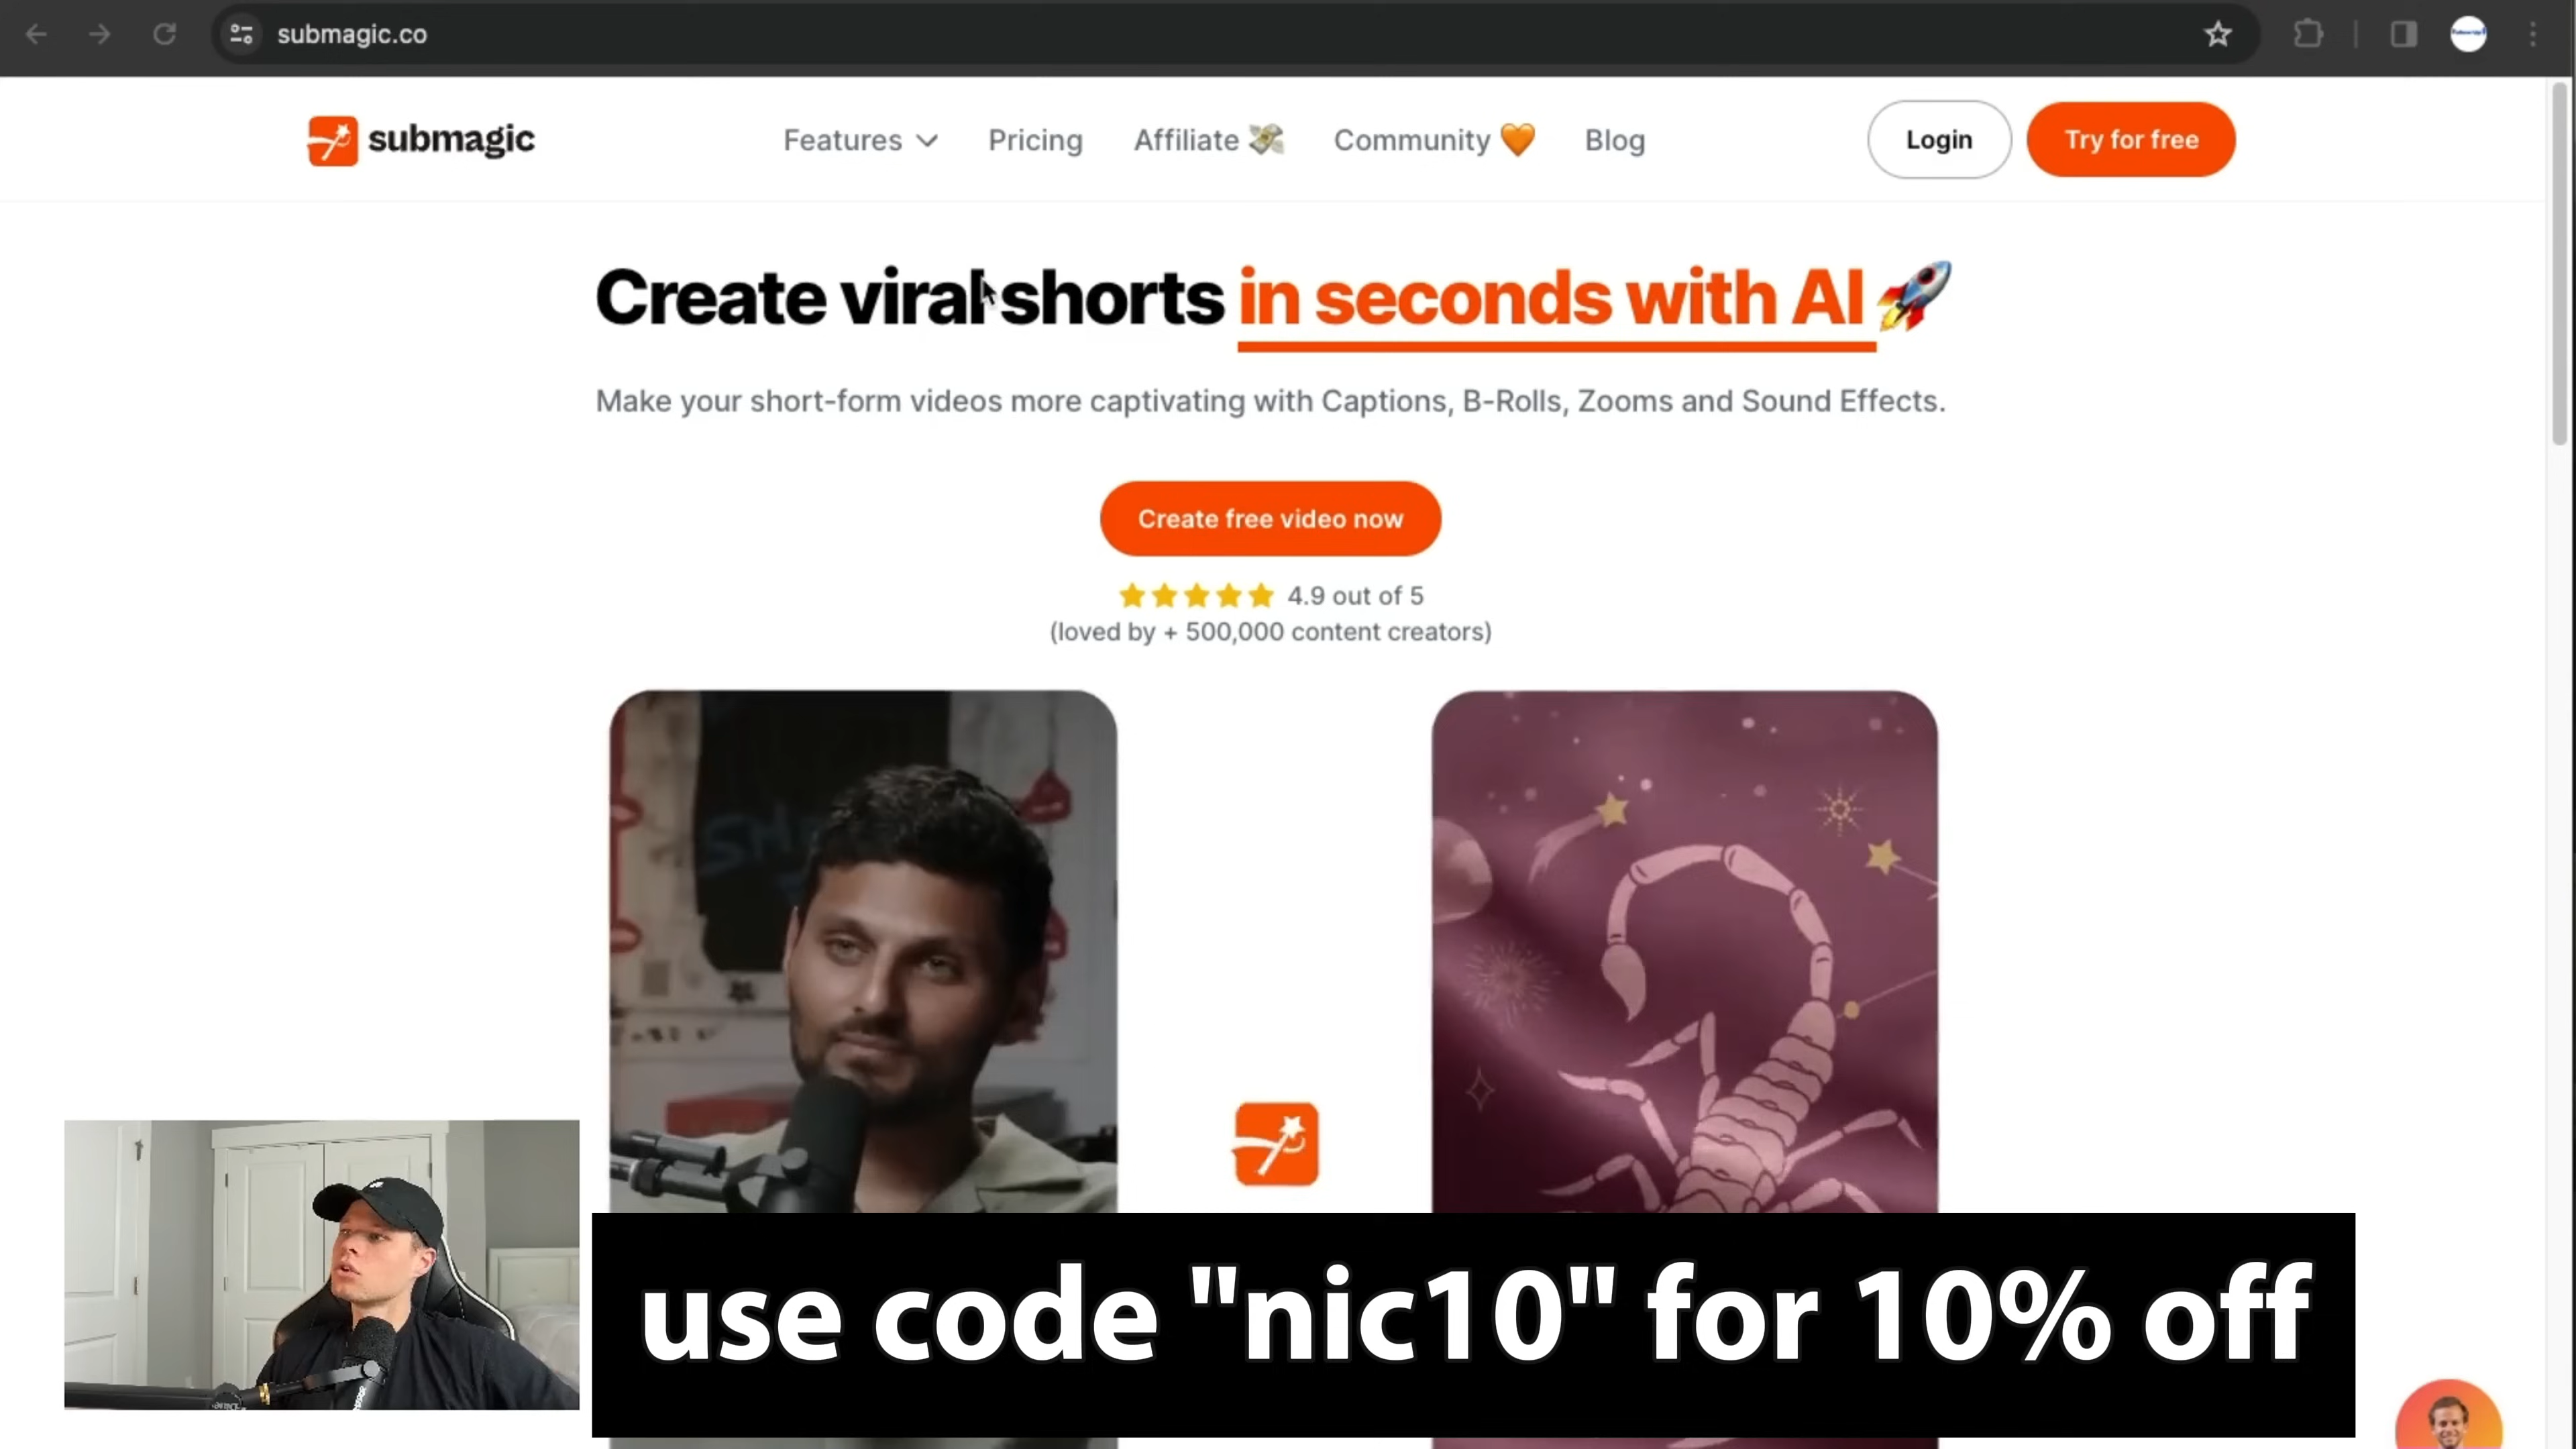 submagic.co
submagic
Features
Pricing
Affiliate 💸
Community 🧡
Blog
Login
Try for free
Create viral shorts in seconds with AI 🚀
Make your short-form videos more captivating with Captions, B-Rolls, Zooms and Sound Effects.
Create free video now
4.9 out of 5
(loved by + 500,000 content creators)
use code "nic10" for 10% off